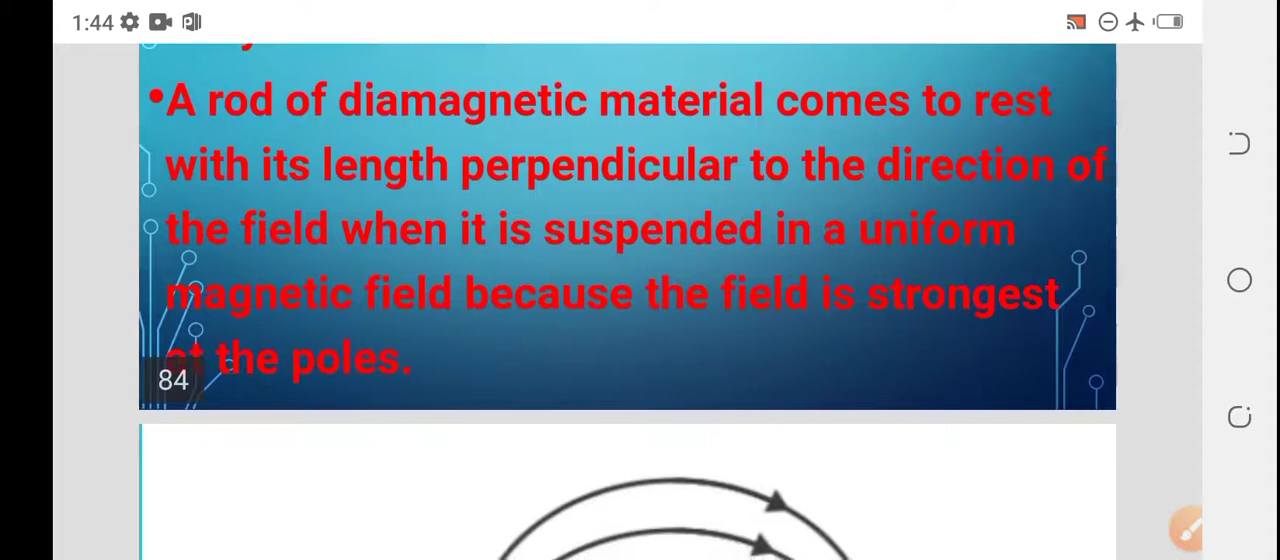 1:44
•A rod of diamagnetic material comes to rest
with its length perpendicular to the direction of
the field when it is suspended in a uniform
magnetic field because the field is strongest
at the poles.
84